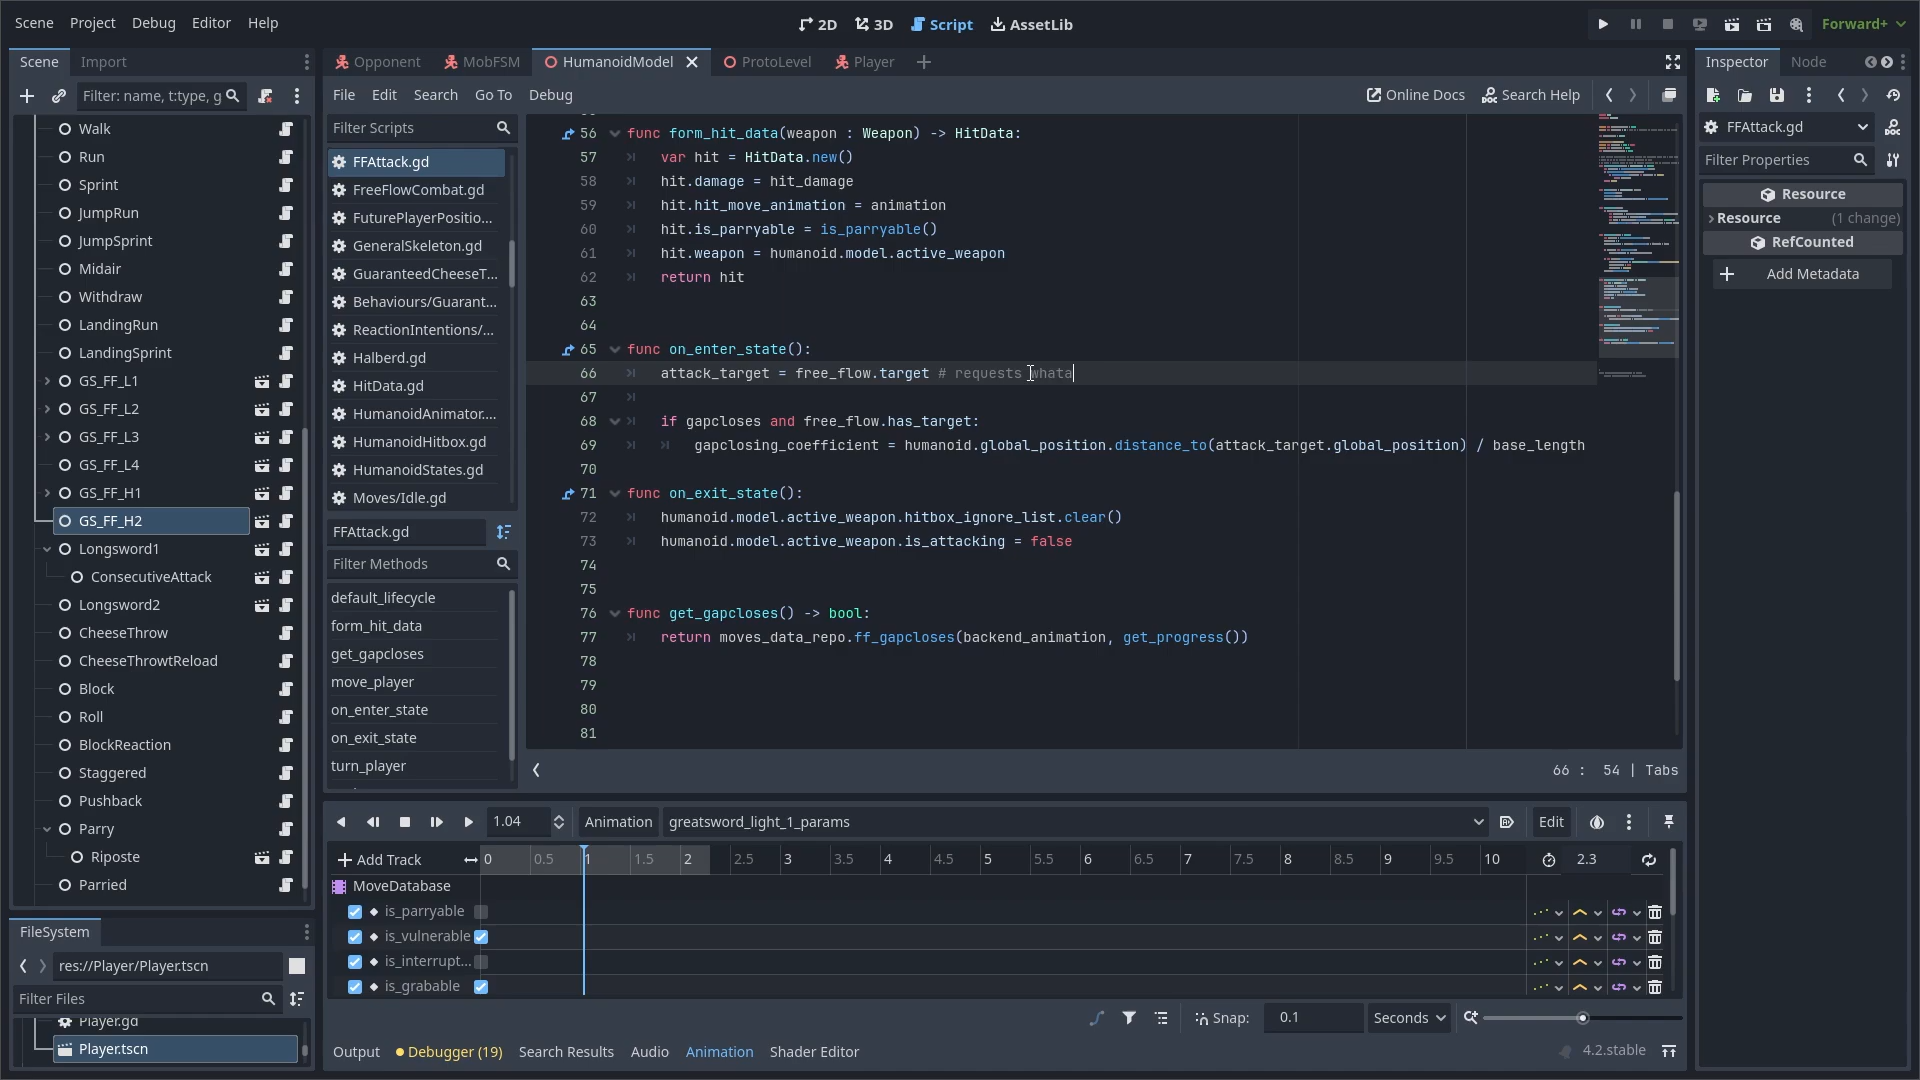 Scene Project Debug Editor Help
2D 3D Script AssetLib
Forward+
Scene Import
Filter: name, t:type, g
Walk
Run
Sprint
JumpRun
JumpSprint
Midair
Withdraw
LandingRun
LandingSprint
GS_FF_L1
GS_FF_L2
GS_FF_L3
GS_FF_L4
GS_FF_H1
GS_FF_H2
Longsword1
ConsecutiveAttack
Longsword2
CheeseThrow
CheeseThrowtReload
Block
Roll
BlockReaction
Staggered
Pushback
Parry
Riposte
Parried
FileSystem
res://Player/Player.tscn
Filter Files
Player.gd
Player.tscn
Opponent MobFSM HumanoidModel ProtoLevel Player
File Edit Search Go To Debug
Online Docs Search Help
Filter Scripts
FFAttack.gd
FreeFlowCombat.gd
FuturePlayerPositio...
GeneralSkeleton.gd
GuaranteedCheeseT...
Behaviours/Guarant...
ReactionIntentions/...
Halberd.gd
HitData.gd
HumanoidAnimator....
HumanoidHitbox.gd
HumanoidStates.gd
Moves/Idle.gd
FFAttack.gd
Filter Methods
default_lifecycle
form_hit_data
get_gapcloses
move_player
on_enter_state
on_exit_state
turn_player
56 func form_hit_data(weapon : Weapon) -> HitData:
57 var hit = HitData.new()
58 hit.damage = hit_damage
59 hit.hit_move_animation = animation
60 hit.is_parryable = is_parryable()
61 hit.weapon = humanoid.model.active_weapon
62 return hit
63
64
65 func on_enter_state():
66 attack_target = free_flow.target # requests whata
67
68 if gapcloses and free_flow.has_target:
69 gapclosing_coefficient = humanoid.global_position.distance_to(attack_target.global_position) / base_length
70
71 func on_exit_state():
72 humanoid.model.active_weapon.hitbox_ignore_list.clear()
73 humanoid.model.active_weapon.is_attacking = false
74
75
76 func get_gapcloses() -> bool:
77 return moves_data_repo.ff_gapcloses(backend_animation, get_progress())
78
79
80
81
66 : 54 | Tabs
1.04 Animation greatsword_light_1_params Edit
Add Track 0 0.5 1 1.5 2 2.5 3 3.5 4 4.5 5 5.5 6 6.5 7 7.5 8 8.5 9 9.5 10 2.3
MoveDatabase
is_parryable
is_vulnerable
is_interrupt...
is_grabable
Snap: 0.1 Seconds
Output Debugger (19) Search Results Audio Animation Shader Editor
4.2.stable
Inspector Node
FFAttack.gd
Filter Properties
Resource
Resource (1 change)
RefCounted
Add Metadata